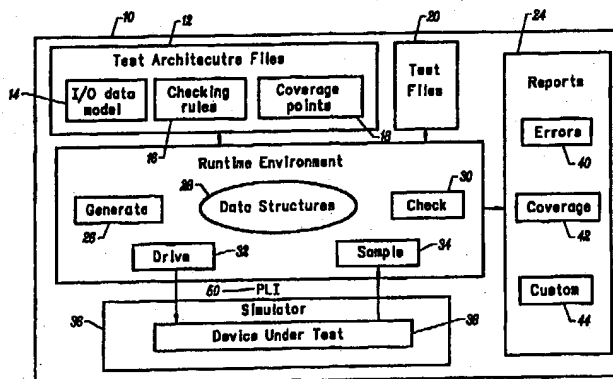 10
12
20
24
Test Architecutre Files
14
I/O data
model
Checking
rules
Coverage
points
16
18
Test
Files
Reports
Errors
40
Coverage
42
Custom
44
Runtime Environment
28
Data Structures
30
Check
Generate
26
Drive
32
Sample
34
60
PLI
Simulator
36
Device Under Test
38